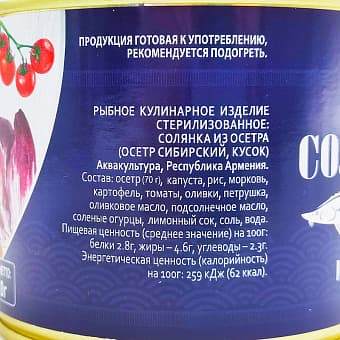 ПРОДУКЦИЯ ГОТОВАЯ К УПОТРЕБЛЕНИЮ,
РЕКОМЕНДУЕТСЯ ПОДОГРЕТЬ.
РЫБНОЕ КУЛИНАРНОЕ ИЗДЕЛИЕ
СТЕРИЛИЗОВАННОЕ:
СОЛЯНКА ИЗ ОСЕТРА
(ОСЕТР СИБИРСКИЙ, КУСОК)
Аквакультура, Республика Армения.
Состав: осетр (70 г), капуста, рис, морковь,
картофель, томаты, оливки, петрушка,
оливковое масло, подсолнечное масло,
соленые огурцы, лимонный сок, соль, вода.
Пищевая ценность (среднее значение) на 100г:
белки 2.8г, жиры – 4.6г, углеводы – 2.3г.
Энергетическая ценность (калорийность)
на 100г: 259 кДж (62 ккал).
СО